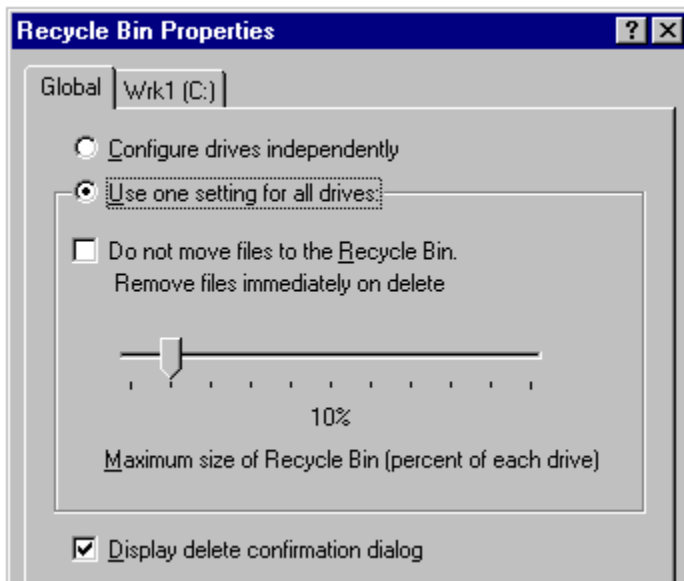 Recycle Bin Properties
Global
Wrk1 (C:)
Configure drives independently
Use one setting for all drives:
Do not move files to the Recycle Bin.
Remove files immediately on delete
10%
Maximum size of Recycle Bin (percent of each drive)
Display delete confirmation dialog